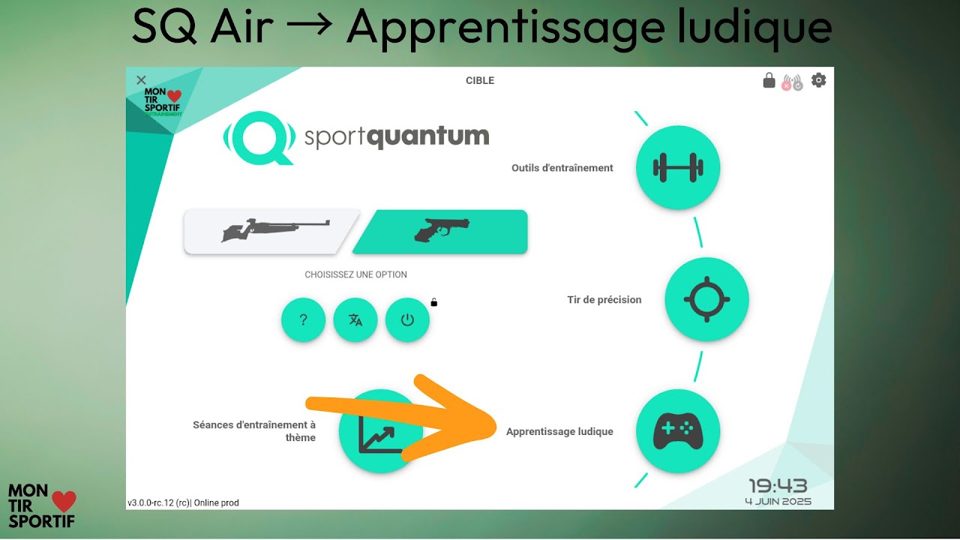 SQ Air → Apprentissage ludique
CIBLE
MON
TIR
SPORTIF
ENTRAÎNEMENT
sportquantum
Outils d'entraînement
CHOISISSEZ UNE OPTION
?
Tir de précision
Séances d'entraînement à
thème
Apprentissage ludique
v3.0.0-rc.12 (rc)| Online prod
19:43
4 JUIN 2025
MON
TIR
SPORTIF